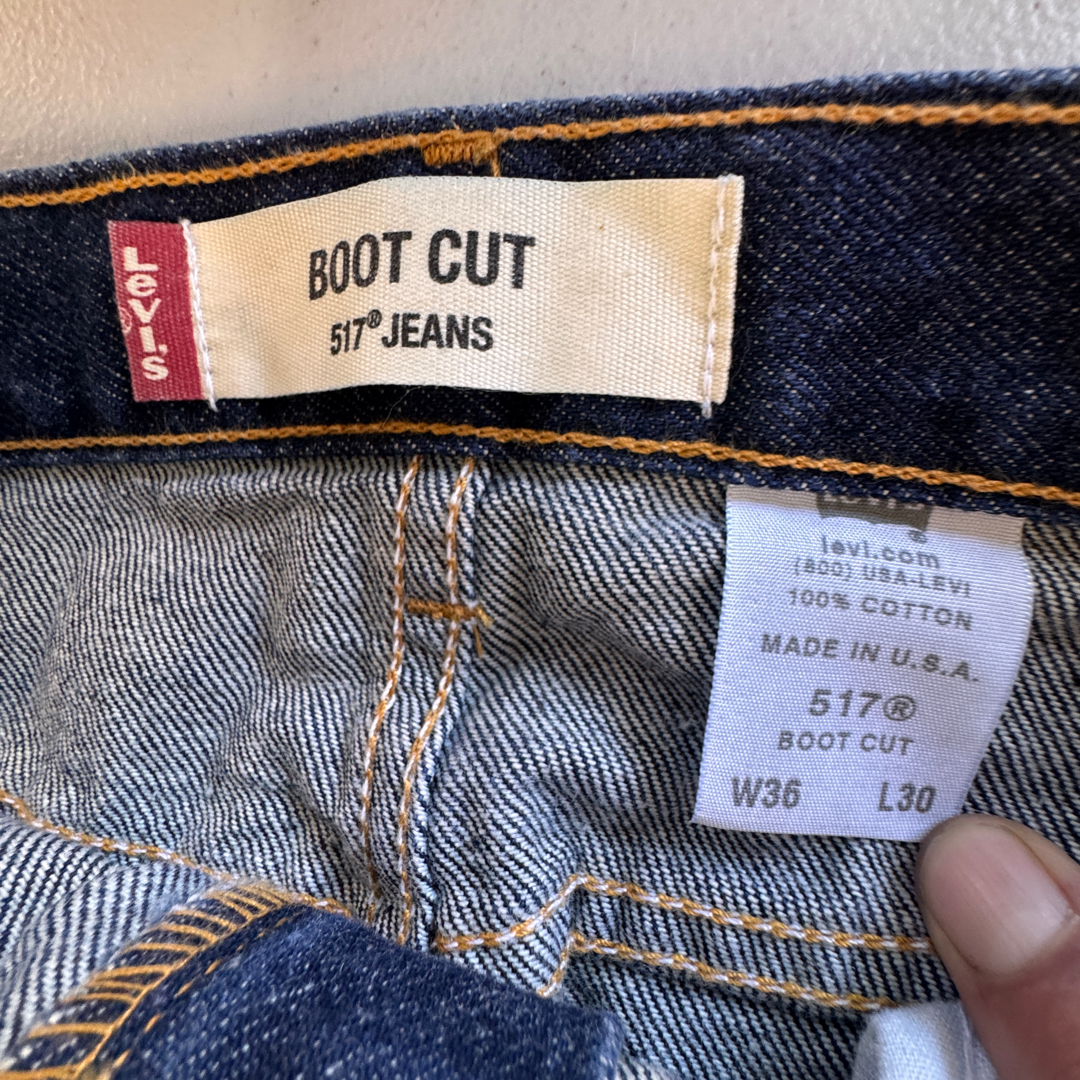 Levi's®
BOOT CUT
517® JEANS
®
levi.com
(800) USA-LEVI
100% COTTON
MADE IN U.S.A.
517®
BOOT CUT
W36 L30